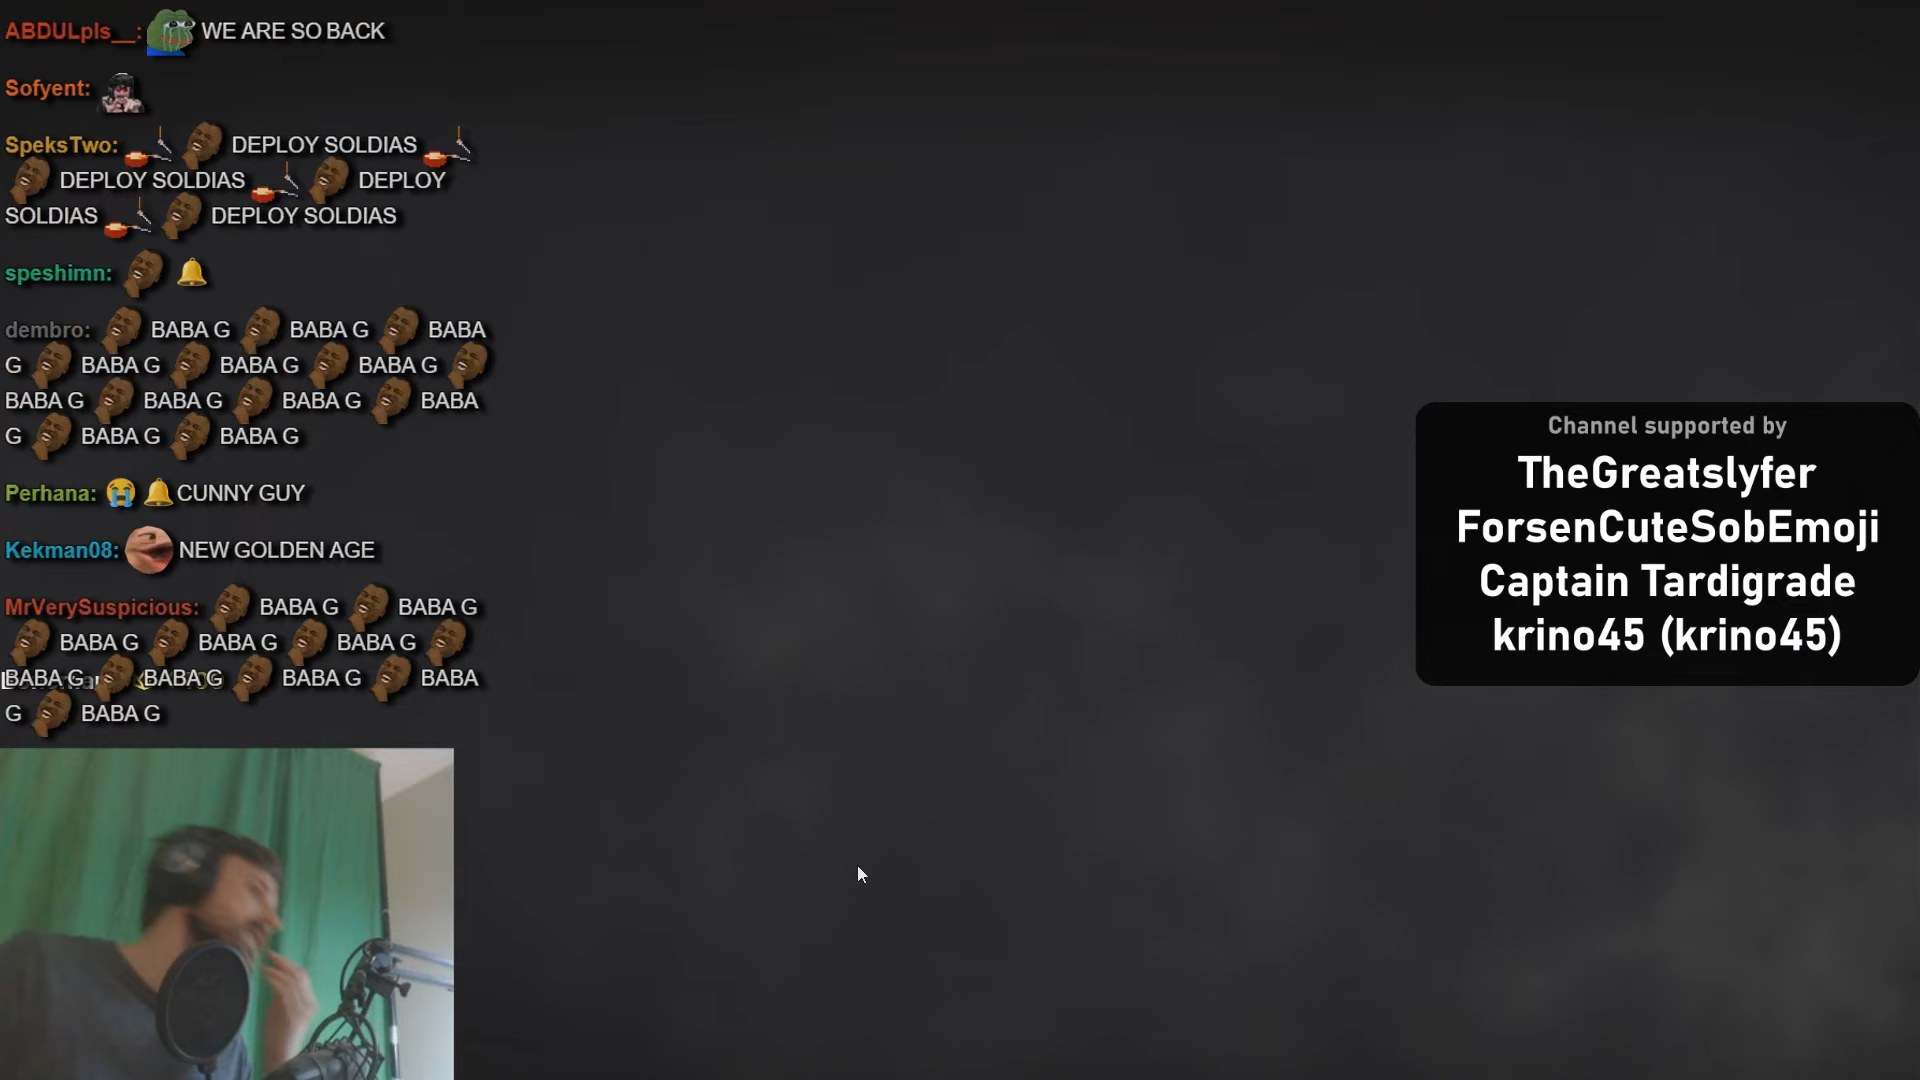 ABDULpls__: WE ARE SO BACK
Sofyent:
SpeksTwo: DEPLOY SOLDIAS
DEPLOY SOLDIAS DEPLOY
SOLDIAS DEPLOY SOLDIAS
speshimn:
dembro: BABA G BABA G BABA
G BABA G BABA G BABA G
BABA G BABA G BABA G BABA
G BABA G BABA G
Perhana: CUNNY GUY
Kekman08: NEW GOLDEN AGE
MrVerySuspicious: BABA G BABA G
BABA G BABA G BABA G
BABA G BABA G BABA G BABA
G BABA G
Channel supported by
TheGreatslyfer
ForsenCuteSobEmoji
Captain Tardigrade
krino45 (krino45)